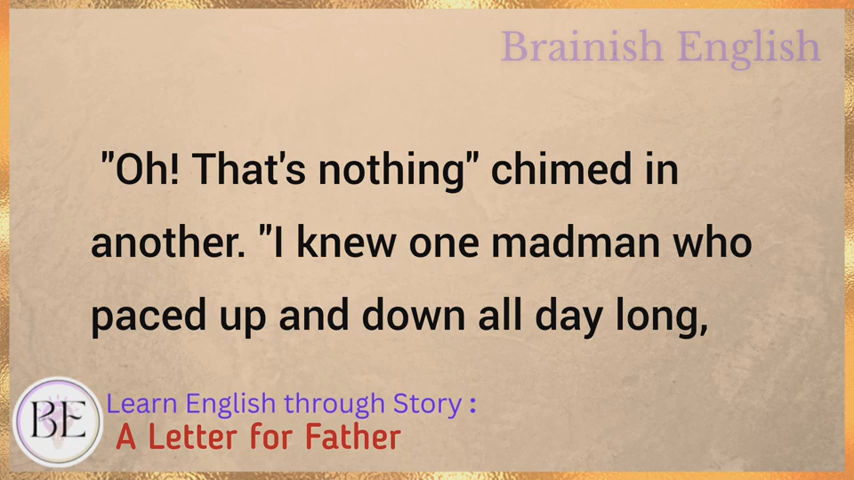 Brainish English
"Oh! That's nothing" chimed in
another. "I knew one madman who
paced up and down all day long,
BE
Learn English through Story :
A Letter for Father